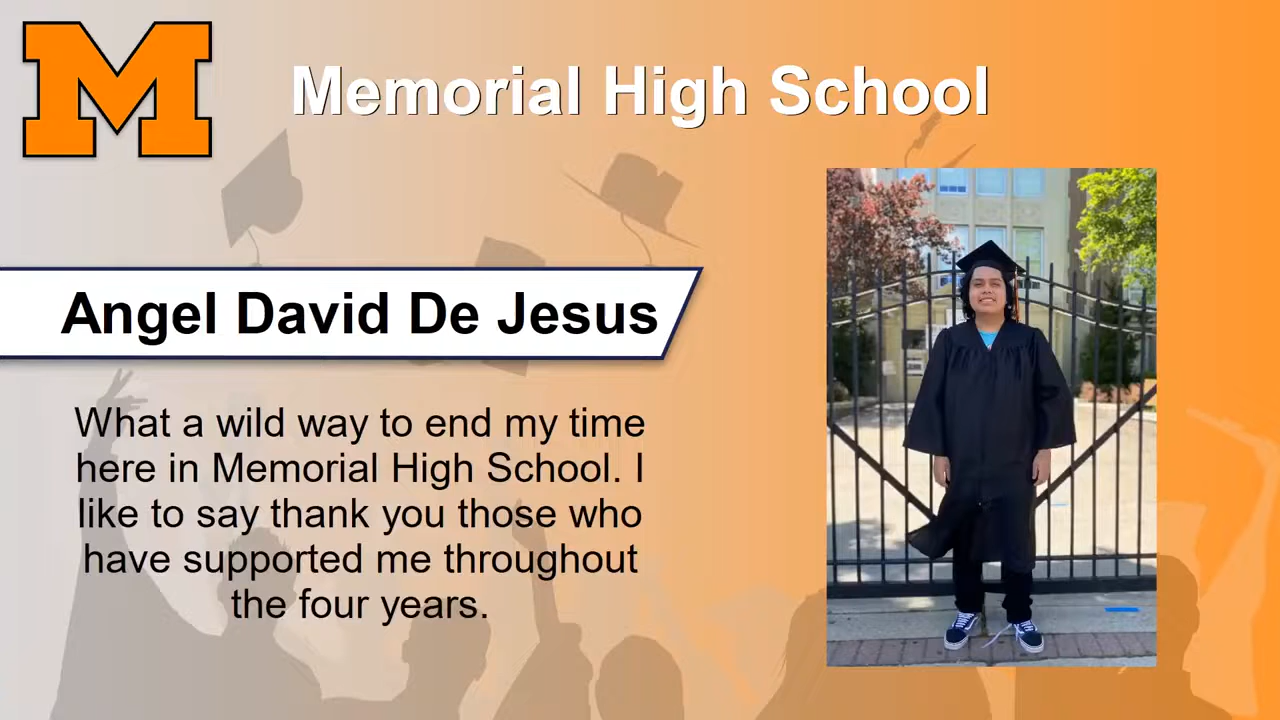 M
Memorial High School
Angel David De Jesus
What a wild way to end my time
here in Memorial High School. I
like to say thank you those who
have supported me throughout
the four years.